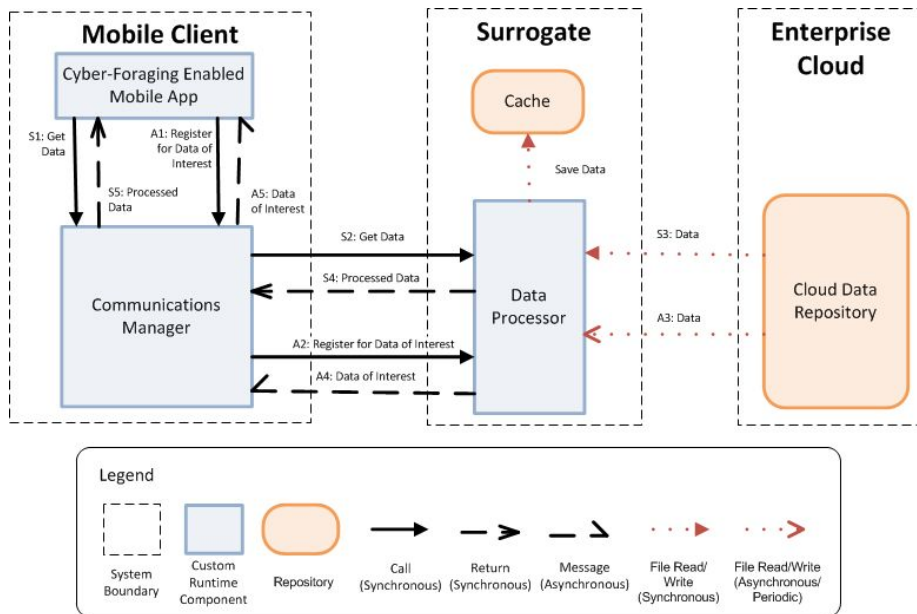 Mobile Client
Surrogate
Enterprise
Cloud
Cyber-Foraging Enabled
Mobile App
Cache
S1: Get
Data
A1: Register
for Data of
Interest
S5: Processed
Data
A5: Data
of Interest
Save Data
Communications
Manager
S2: Get Data
S4: Processed Data
A2: Register for Data of Interest
A4: Data of Interest
Data
Processor
S3: Data
A3: Data
Cloud Data
Repository
Legend
System
Boundary
Custom
Runtime
Component
Repository
Call
(Synchronous)
Return
(Synchronous)
Message
(Asynchronous)
File Read/
Write
(Synchronous)
File Read/Write
(Asynchronous/
Periodic)